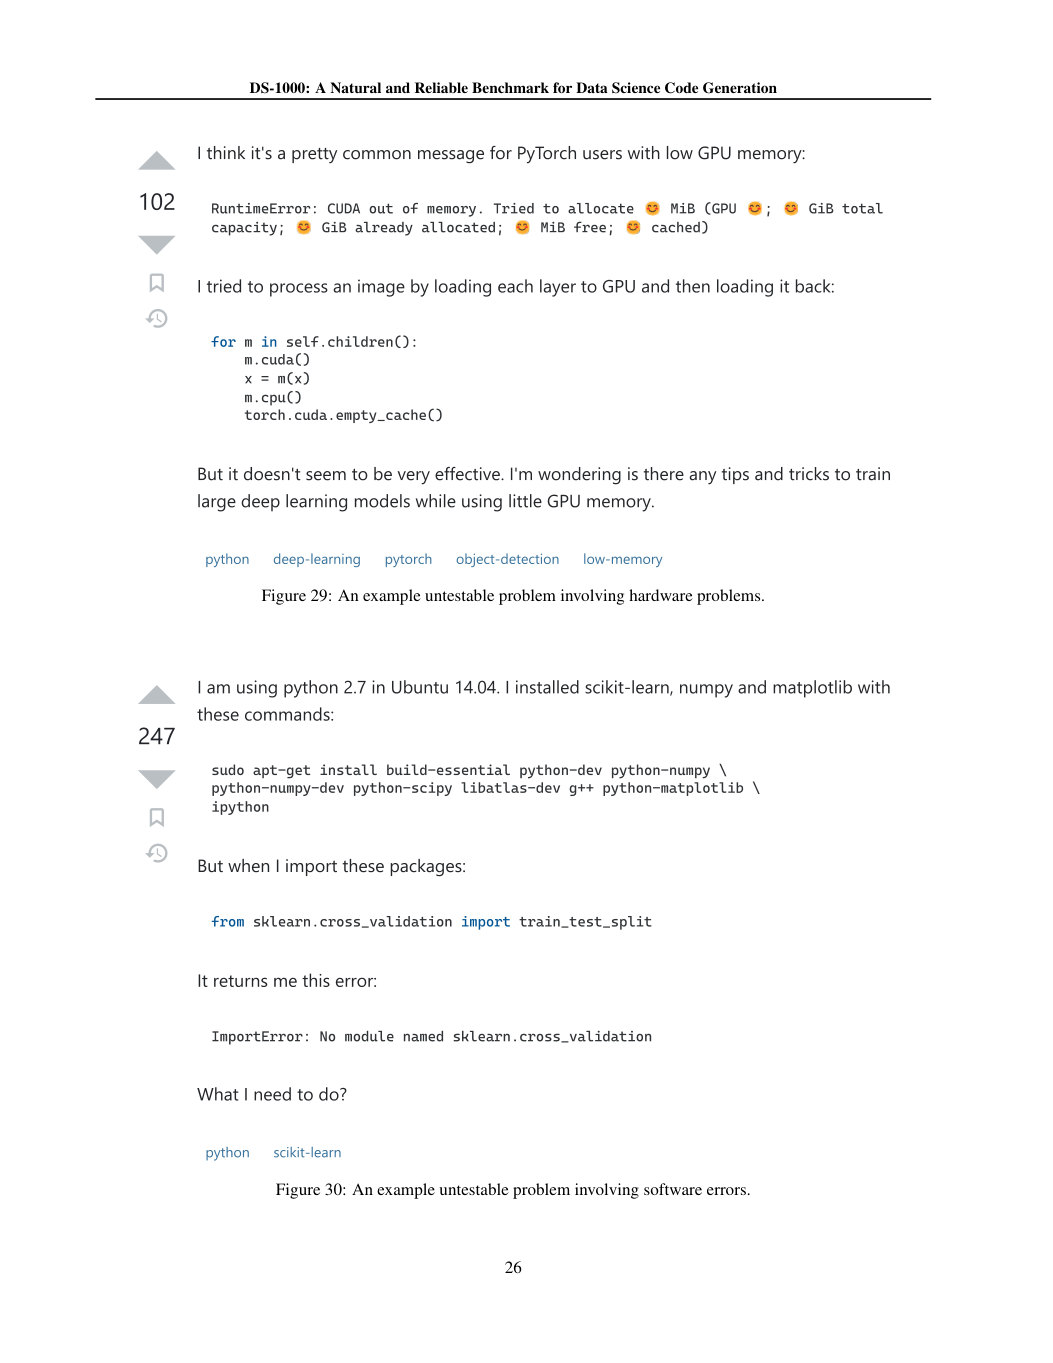 DS-1000: A Natural and Reliable Benchmark for Data Science Code Generation
I think it's a pretty common message for PyTorch users with low GPU memory:
102
RuntimeError: CUDA out of memory. Tried to allocate 😊 MiB (GPU 😊; 😊 GiB total
capacity; 😊 GiB already allocated; 😊 MiB free; 😊 cached)
I tried to process an image by loading each layer to GPU and then loading it back:
for m in self.children():
    m.cuda()
    x = m(x)
    m.cpu()
    torch.cuda.empty_cache()
But it doesn't seem to be very effective. I'm wondering is there any tips and tricks to train
large deep learning models while using little GPU memory.
python deep-learning pytorch object-detection low-memory
Figure 29: An example untestable problem involving hardware problems.
I am using python 2.7 in Ubuntu 14.04. I installed scikit-learn, numpy and matplotlib with
these commands:
247
sudo apt-get install build-essential python-dev python-numpy \
python-numpy-dev python-scipy libatlas-dev g++ python-matplotlib \
ipython
But when I import these packages:
from sklearn.cross_validation import train_test_split
It returns me this error:
ImportError: No module named sklearn.cross_validation
What I need to do?
python scikit-learn
Figure 30: An example untestable problem involving software errors.
26